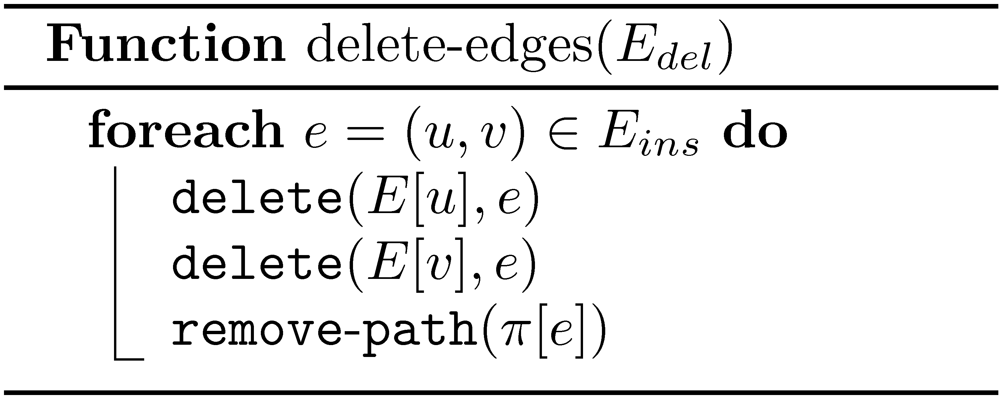 Function delete-edges(E_del)
foreach e = (u, v) ∈ E_ins do
delete(E[u], e)
delete(E[v], e)
remove-path(π[e])